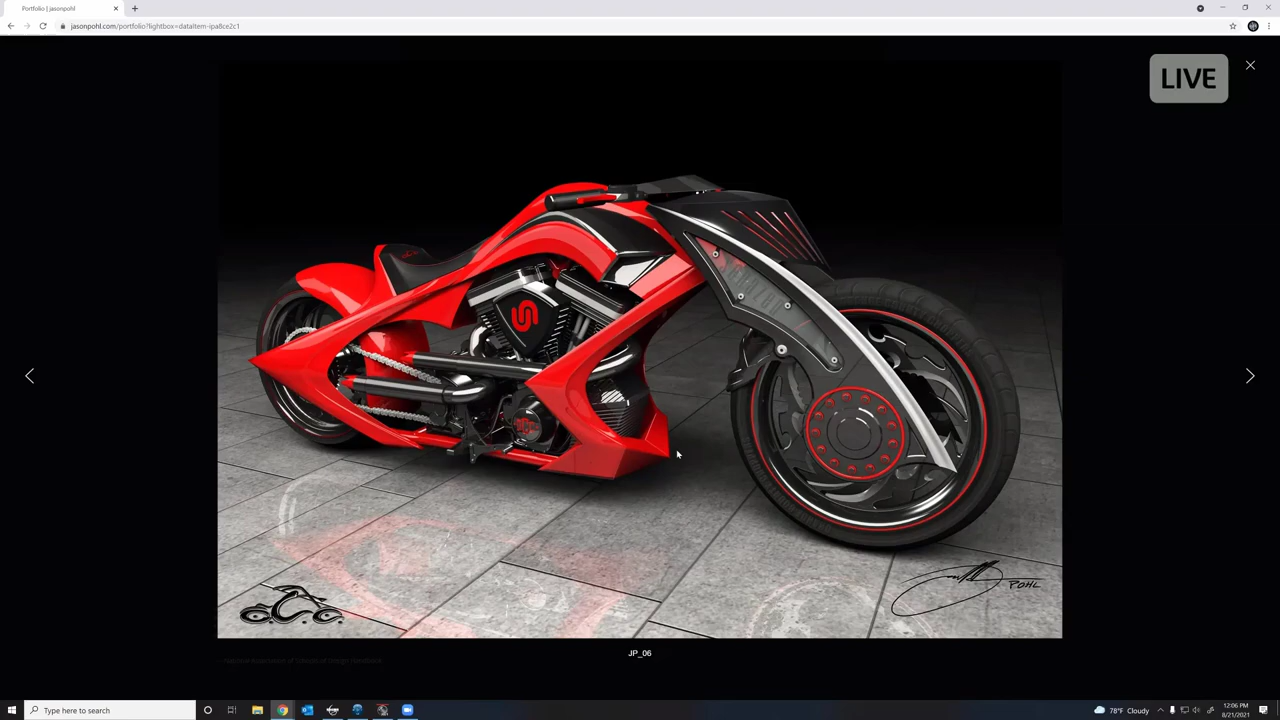 Portfolio | jasonpohl
jasonpohl.com/portfolio?lightbox=dataItem-ipa8ce2c1
LIVE
POHL
JP_06
Type here to search
78°F Cloudy
12:06 PM
8/21/2021